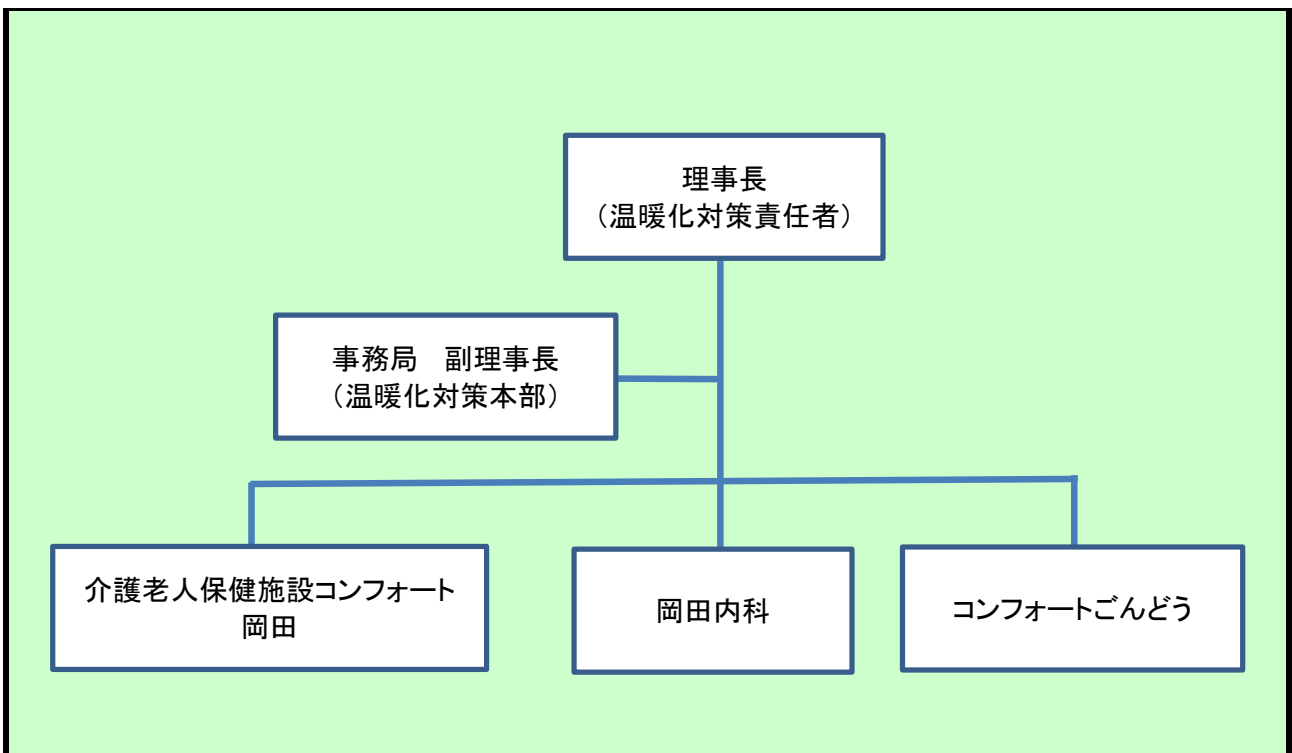 理事長
（温暖化対策責任者）
事務局　副理事長
（温暖化対策本部）
介護老人保健施設コンフォート
岡田
岡田内科
コンフォートごんどう